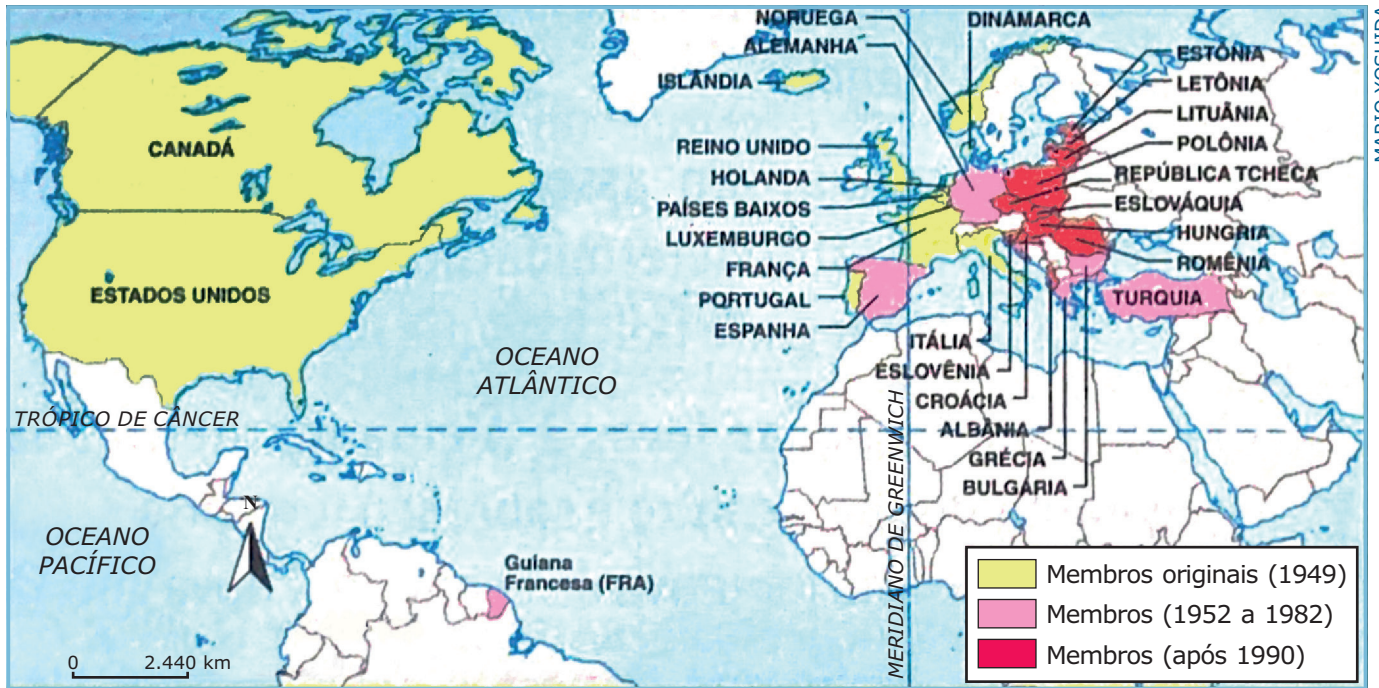 NORUEGA
DINAMARCA
ALEMANHA
ISLÂNDIA
ESTÔNIA
LETÔNIA
LITUÂNIA
POLÔNIA
REPÚBLICA TCHECA
ESLOVÁQUIA
HUNGRIA
ROMÊNIA
CANADÁ
REINO UNIDO
HOLANDA
PAÍSES BAIXOS
LUXEMBURGO
FRANÇA
PORTUGAL
ESPANHA
ESTADOS UNIDOS
TURQUIA
OCEANO
ATLÂNTICO
ITÁLIA
ESLOVÊNIA
CROÁCIA
ALBÂNIA
GRÉCIA
BULGÁRIA
TRÓPICO DE CÂNCER
MERIDIANO DE GREENWICH
N
OCEANO
PACÍFICO
Guiana
Francesa (FRA)
0 2.440 km
Membros originais (1949)
Membros (1952 a 1982)
Membros (após 1990)
MARIO YOSHIDA